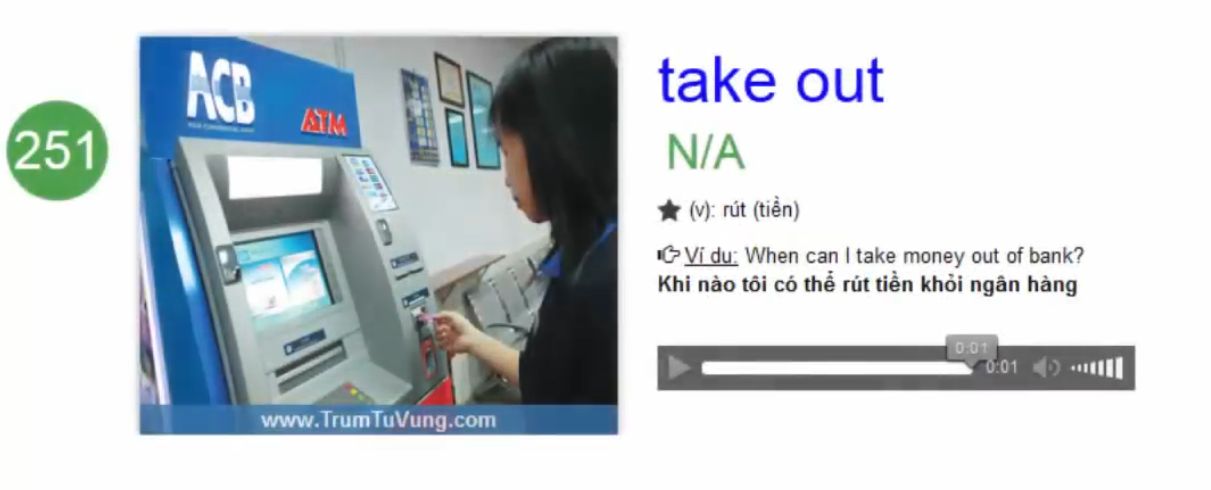 251
ACB
ATM
www.TrumTuVung.com
take out
N/A
★ (v): rút (tiền)
Ví du: When can I take money out of bank?
Khi nào tôi có thể rút tiền khỏi ngân hàng
0:01
0:01